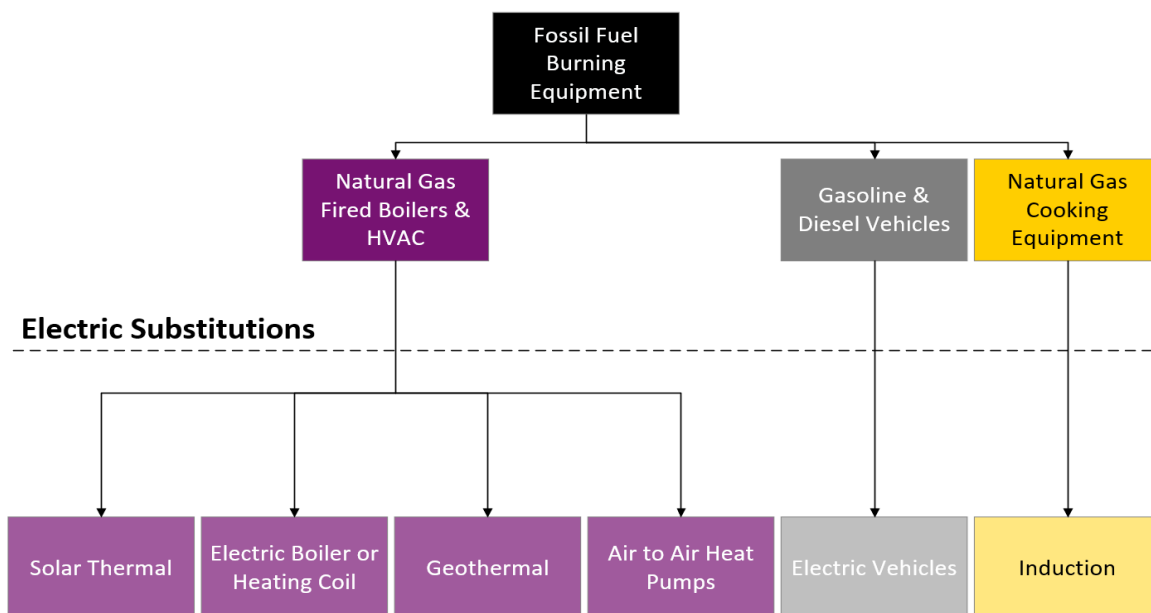 Fossil Fuel
Burning
Equipment
Natural Gas
Fired Boilers &
HVAC
Gasoline &
Diesel Vehicles
Natural Gas
Cooking
Equipment
Electric Substitutions
Solar Thermal
Electric Boiler or
Heating Coil
Geothermal
Air to Air Heat
Pumps
Electric Vehicles
Induction